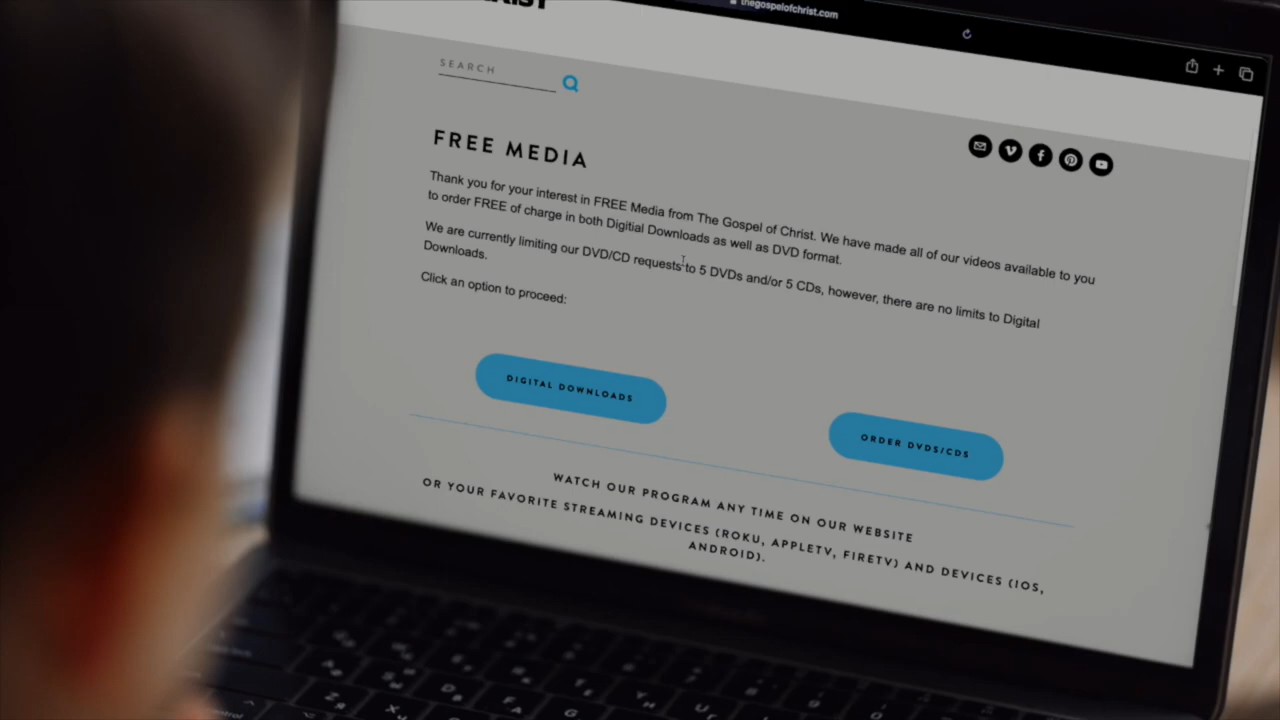 thegospelofchrist.com
SEARCH
FREE MEDIA
Thank you for your interest in FREE Media from The Gospel of Christ. We have made all of our videos available to you
to order FREE of charge in both Digitial Downloads as well as DVD format.
We are currently limiting our DVD/CD requests to 5 DVDs and/or 5 CDs, however, there are no limits to Digital
Downloads.
Click an option to proceed:
DIGITAL DOWNLOADS
ORDER DVDS/CDS
WATCH OUR PROGRAM ANY TIME ON OUR WEBSITE
OR YOUR FAVORITE STREAMING DEVICES (ROKU, APPLETV, FIRETV) AND DEVICES (IOS,
ANDROID).